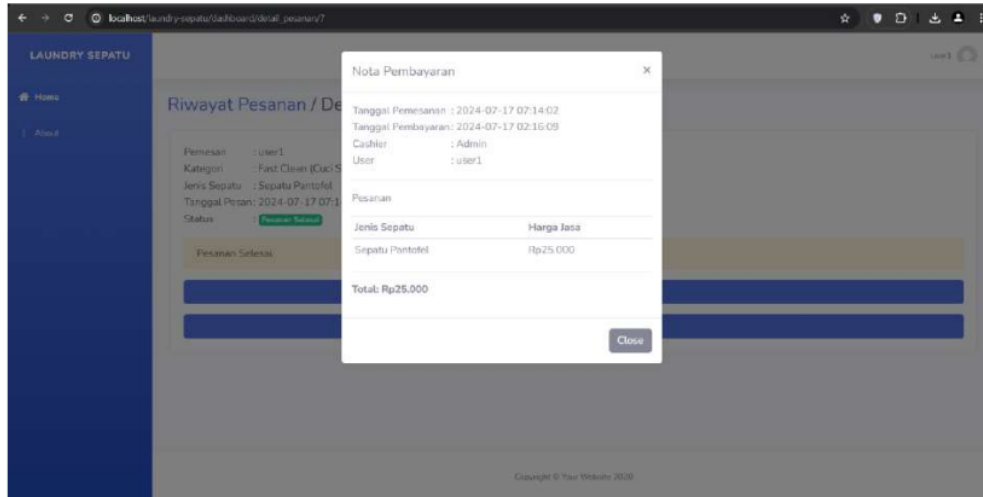 localhost/laundry-sepatu/dashboard/detail_pesanan/7
LAUNDRY SEPATU
user1
Home
About
Riwayat Pesanan / De
Pemesan : user1
Kategori : Fast Clean (Cuci S
Jenis Sepatu : Sepatu Pantofel
Tanggal Pesan: 2024-07-17 07:1
Status : Pesanan Selesai
Pesanan Selesai
Nota Pembayaran ×
Tanggal Pemesanan : 2024-07-17 07:14:02
Tanggal Pembayaran: 2024-07-17 02:16:09
Cashier : Admin
User : user1
Pesanan
Jenis Sepatu Harga Jasa
Sepatu Pantofel Rp25.000
Total: Rp25.000
Close
Copyright © Your Website 2020